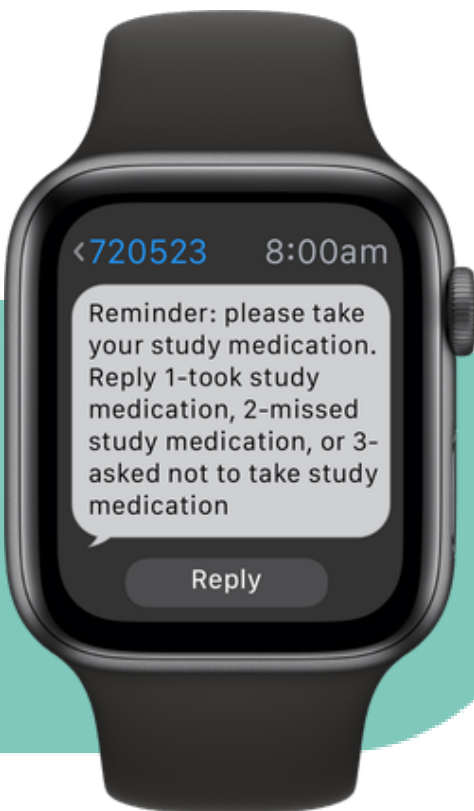 <720523 8:00am
Reminder: please take
your study medication.
Reply 1-took study
medication, 2-missed
study medication, or 3-
asked not to take study
medication
Reply